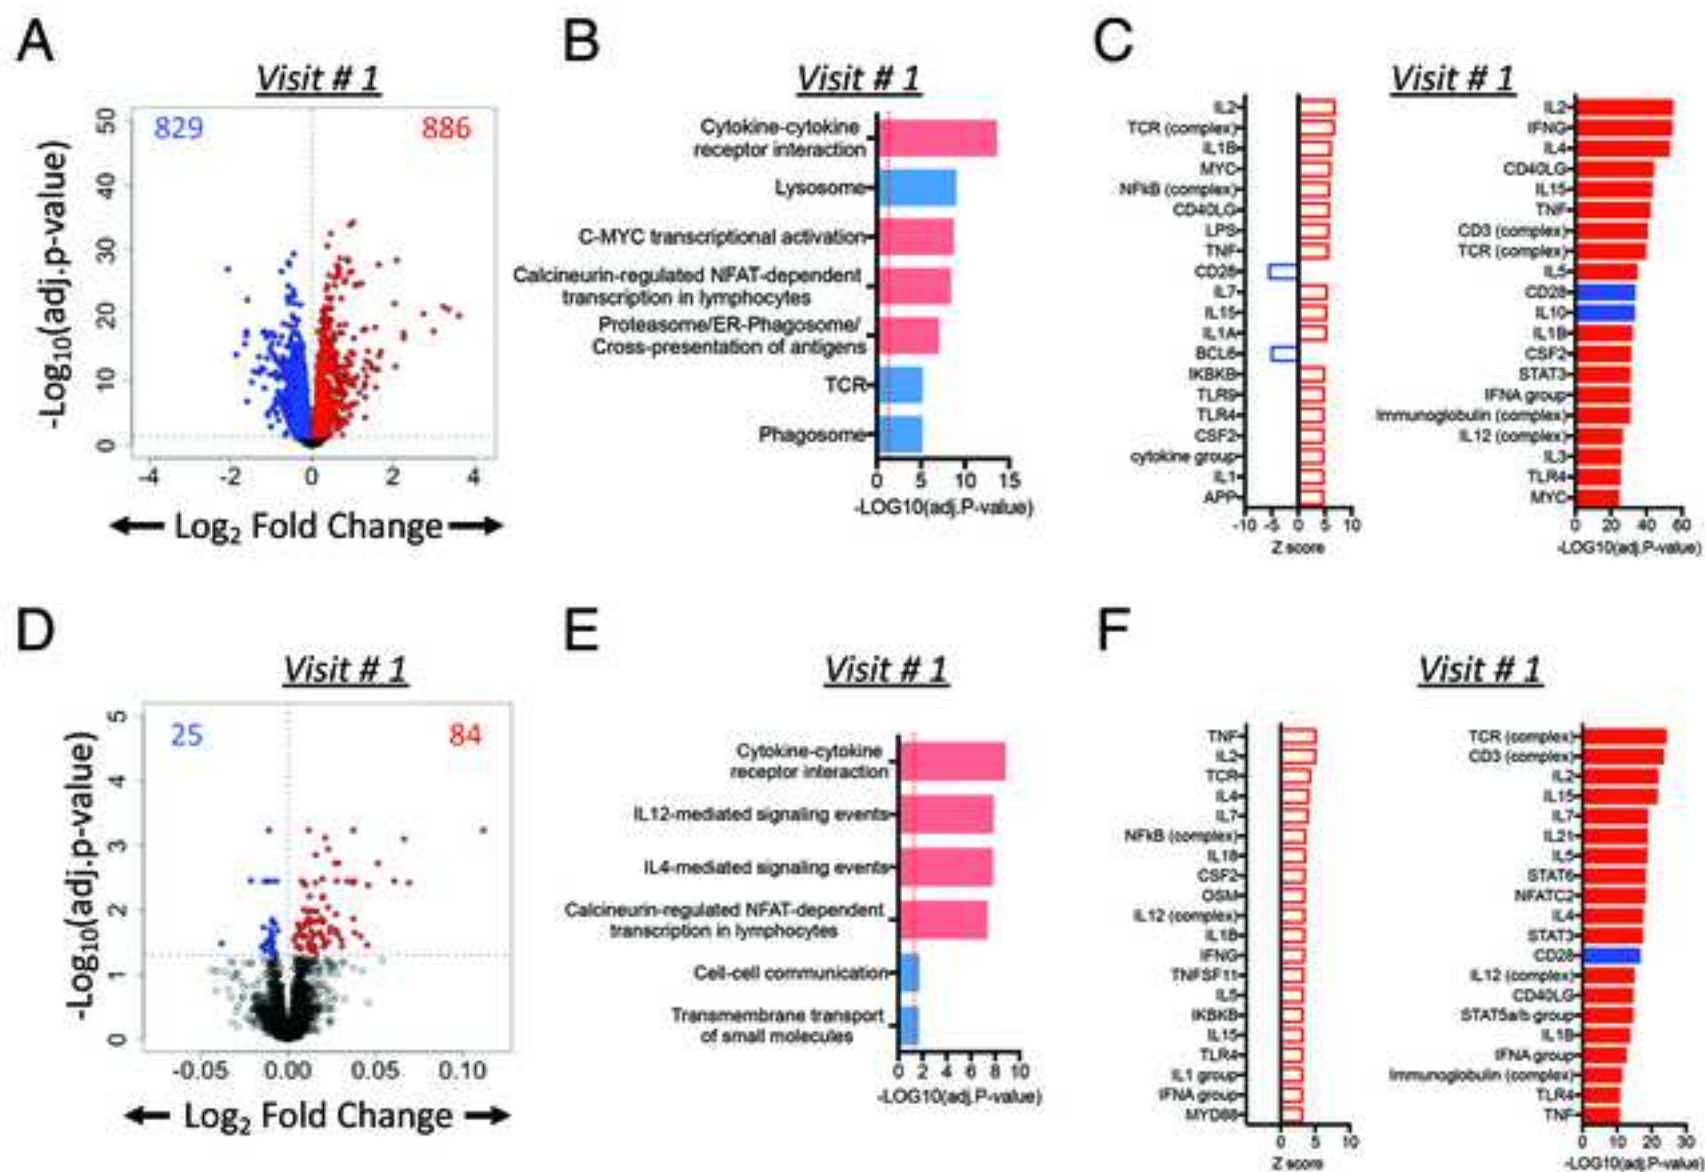 A
Visit # 1
829
886
50
40
30
20
10
0
-4
-2
0
2
4
-Log10(adj.p-value)
Log2 Fold Change
B
Visit # 1
Cytokine-cytokine
receptor interaction
Lysosome
C-MYC transcriptional activation
Calcineurin-regulated NFAT-dependent
transcription in lymphocytes
Proteasome/ER-Phagosome/
Cross-presentation of antigens
TCR
Phagosome
0
5
10
15
-LOG10(adj.P-value)
C
Visit # 1
IL2
TCR (complex)
IL1B
MYC
NFkB (complex)
CD40LG
LPS
TNF
CD28
IL7
IL15
IL1A
BCL6
IKBKB
TLR9
TLR4
CSF2
cytokine group
IL1
APP
-10
-5
0
5
10
Z score
IL2
IFNG
IL4
CD40LG
IL15
TNF
CD3 (complex)
TCR (complex)
IL5
CD28
IL10
IL1B
CSF2
STAT3
IFNA group
Immunoglobulin (complex)
IL12 (complex)
IL3
TLR4
MYC
0
20
40
60
-LOG10(adj.P-value)
D
Visit # 1
25
84
5
4
3
2
1
0
-0.05
0.00
0.05
0.10
-Log10(adj.p-value)
Log2 Fold Change
E
Visit # 1
Cytokine-cytokine
receptor interaction
IL12-mediated signaling events
IL4-mediated signaling events
Calcineurin-regulated NFAT-dependent
transcription in lymphocytes
Cell-cell communication
Transmembrane transport
of small molecules
0
2
4
6
8
10
-LOG10(adj.P-value)
F
Visit # 1
TNF
IL2
TCR
IL4
IL7
NFkB (complex)
IL18
CSF2
OSM
IL12 (complex)
IL1B
IFNG
TNFSF11
IL5
IKBKB
IL15
TLR4
IL1 group
IFNA group
MYD88
0
5
10
Z score
TCR (complex)
CD3 (complex)
IL2
IL15
IL7
IL21
IL5
STAT6
NFATC2
IL4
STAT3
CD28
IL12 (complex)
CD40LG
STAT5a/b group
IL1B
IFNA group
Immunoglobulin (complex)
TLR4
TNF
0
10
20
30
-LOG10(adj.P-value)